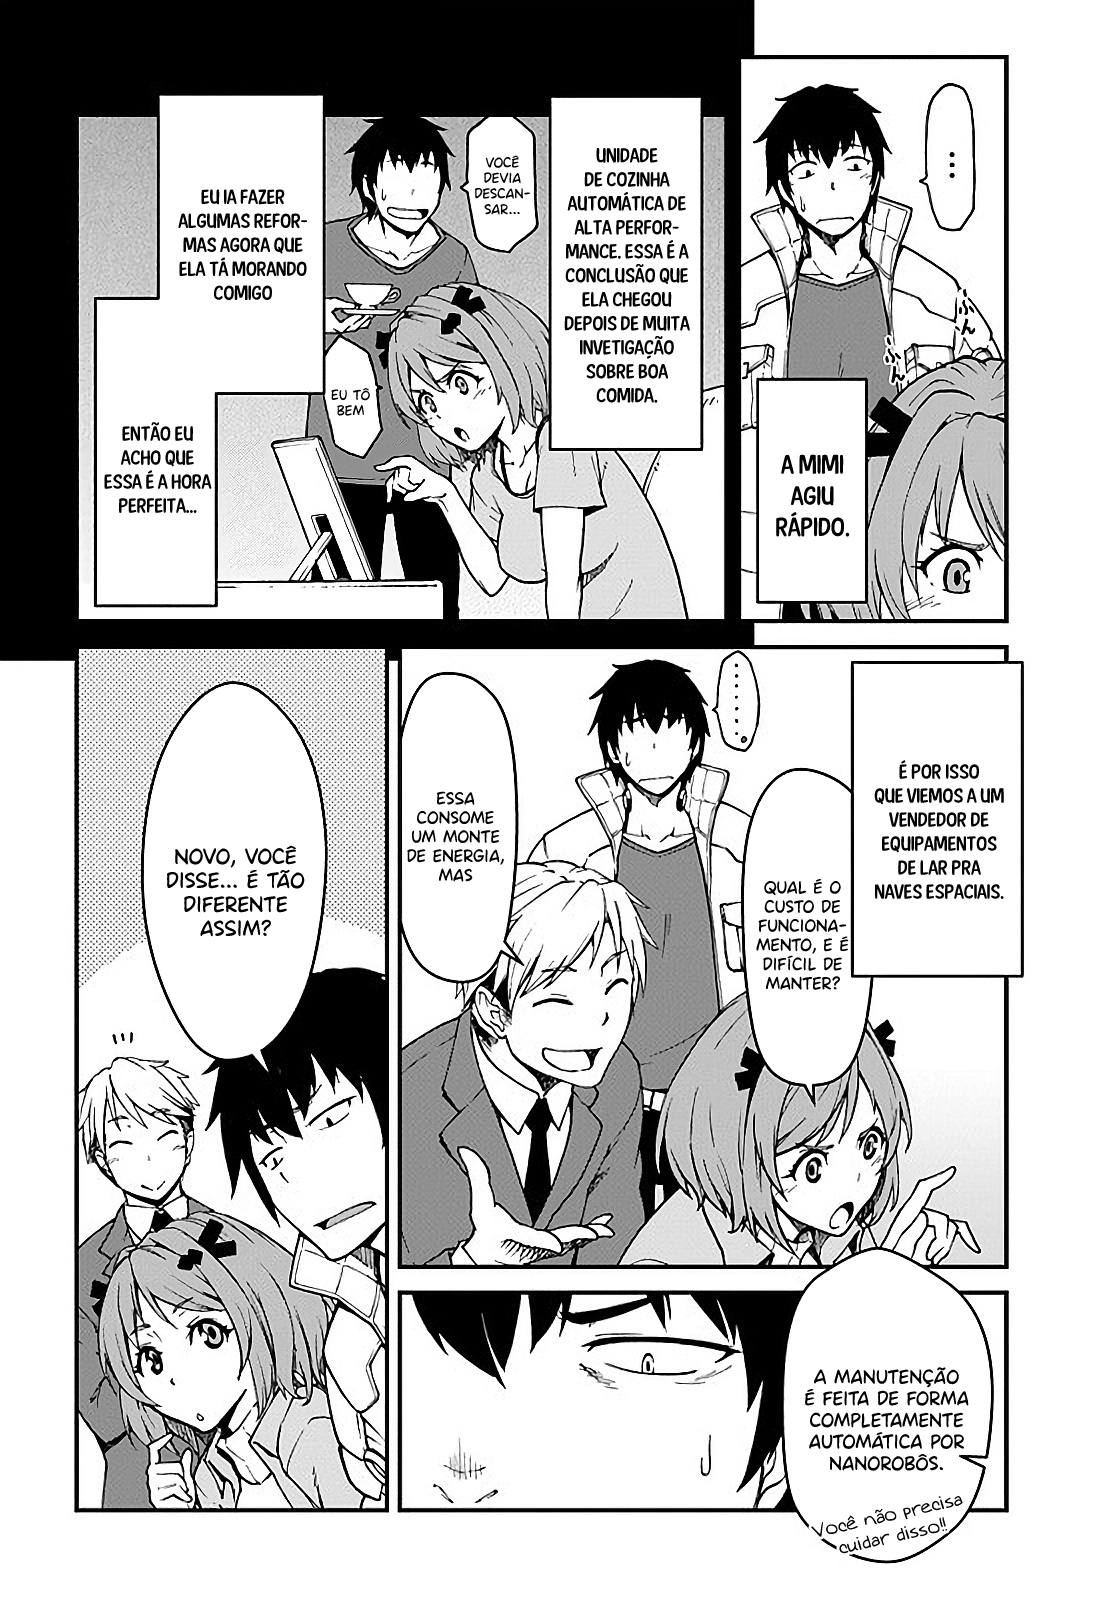 ...
ふん
ふん
A MIMI
AGIU
RÁPIDO.
UNIDADE
DE COZINHA
AUTOMÁTICA DE
ALTA PERFOR-
MANCE. ESSA É A
CONCLUSÃO QUE
ELA CHEGOU
DEPOIS DE MUITA
INVETIGAÇÃO
SOBRE BOA
COMIDA.
VOCÊ
DEVIA
DESCAN-
SAR...
EU TÔ
BEM
EU IA FAZER
ALGUMAS REFOR-
MAS AGORA QUE
ELA TÁ MORANDO
COMIGO
ENTÃO EU
ACHO QUE
ESSA É A HORA
PERFEITA...
É POR ISSO
QUE VIEMOS A UM
VENDEDOR DE
EQUIPAMENTOS
DE LAR PRA
NAVES ESPACIAIS.
......
QUAL É O
CUSTO DE
FUNCIONA-
MENTO, E É
DIFÍCIL DE
MANTER?
ESSA
CONSOME
UM MONTE
DE ENERGIA,
MAS
A MANUTENÇÃO
É FEITA DE FORMA
COMPLETAMENTE
AUTOMÁTICA POR
NANOROBÔS.
Você não precisa
cuidar disso!!
NOVO, VOCÊ
DISSE... É TÃO
DIFERENTE
ASSIM?